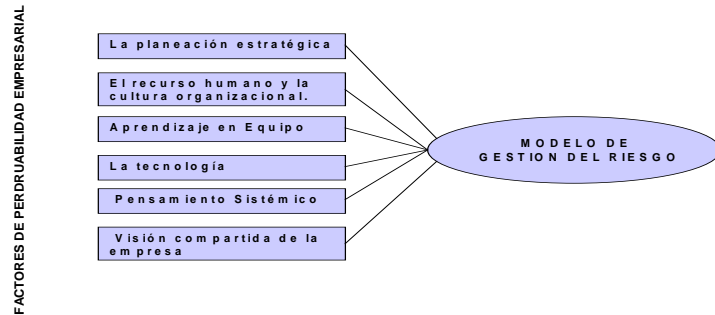 FACTORES DE PERDRUABILIDAD EMPRESARIAL
La planeación estratégica
El recurso humano y la
cultura organizacional.
Aprendizaje en Equipo
La tecnología
Pensamiento Sistémico
Visión compartida de la
empresa
MODELO DE
GESTION DEL RIESGO